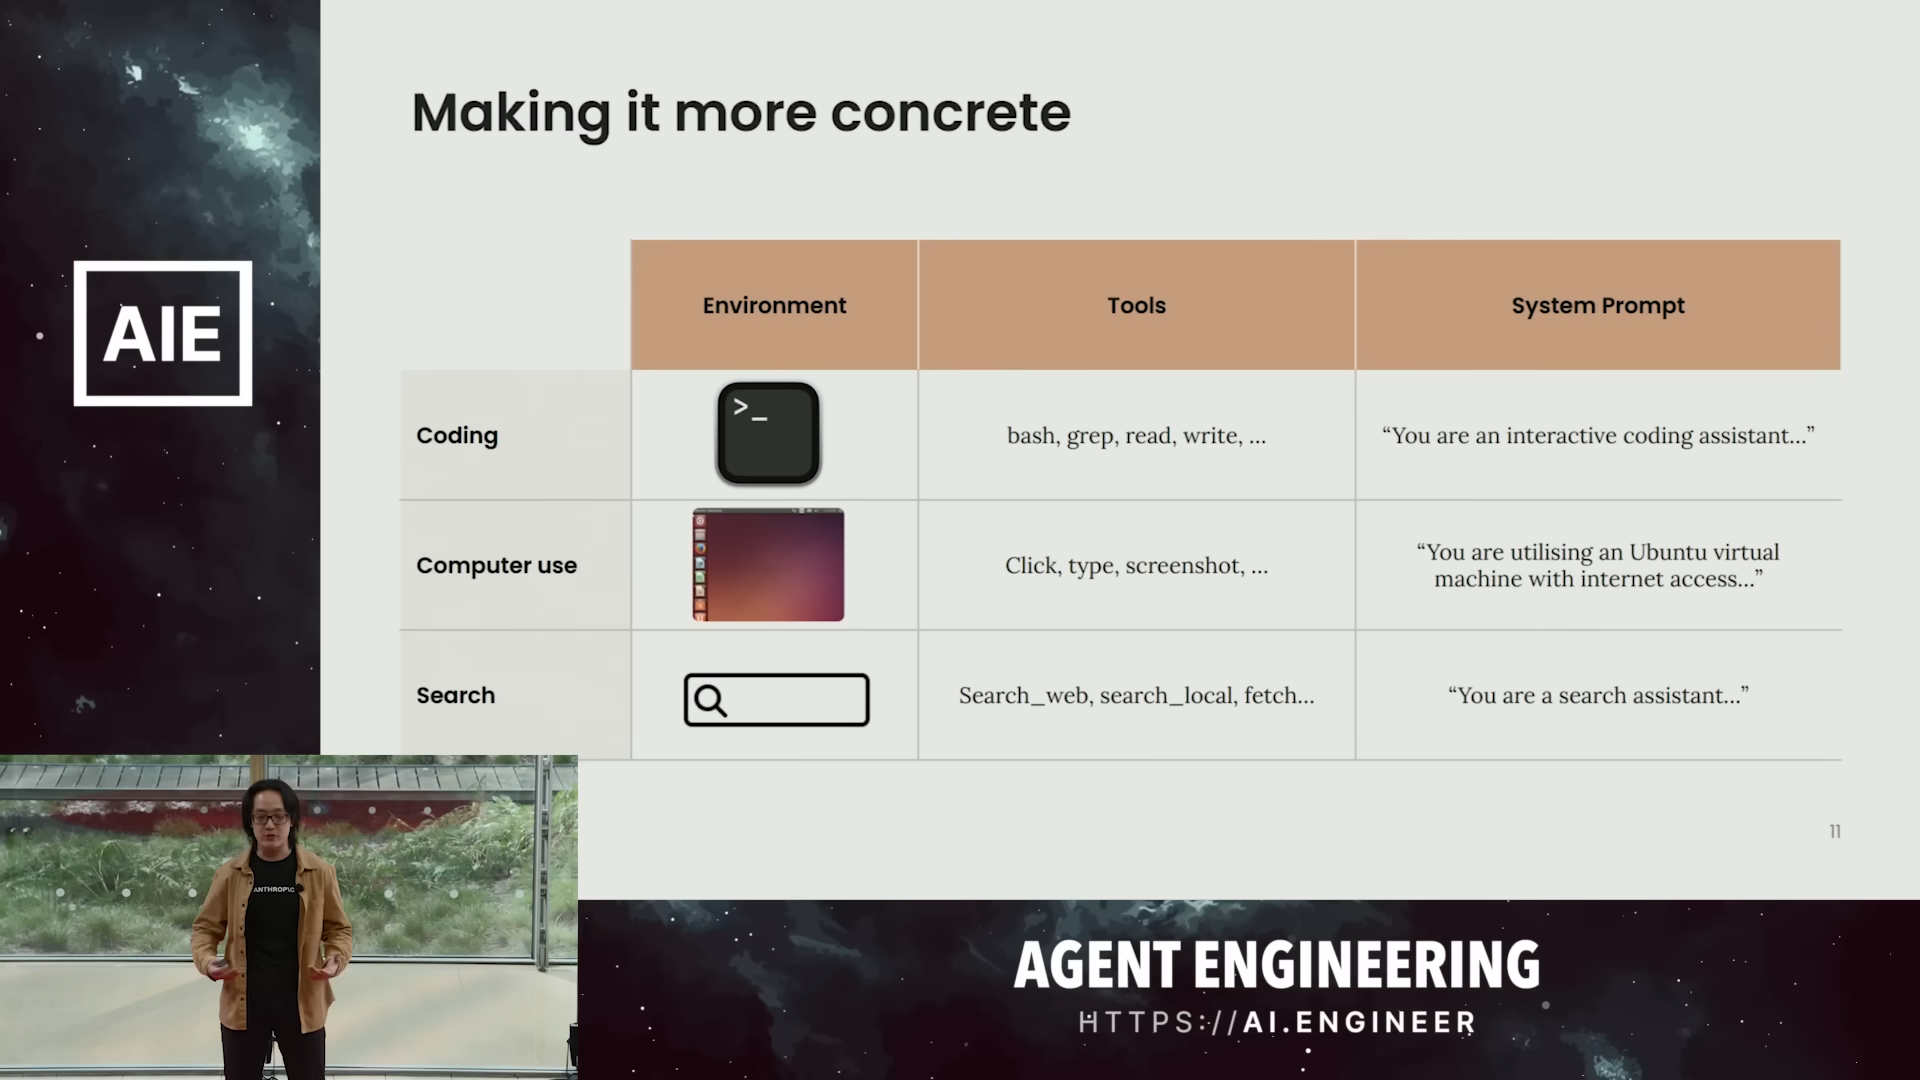 Making it more concrete
AIE
Environment
Tools
System Prompt
Coding
>_
bash, grep, read, write, ...
“You are an interactive coding assistant...”
Computer use
Click, type, screenshot, ...
“You are utilising an Ubuntu virtual
machine with internet access...”
Search
Search_web, search_local, fetch...
“You are a search assistant...”
11
ANTHROP\C
AGENT ENGINEERING
HTTPS://AI.ENGINEER